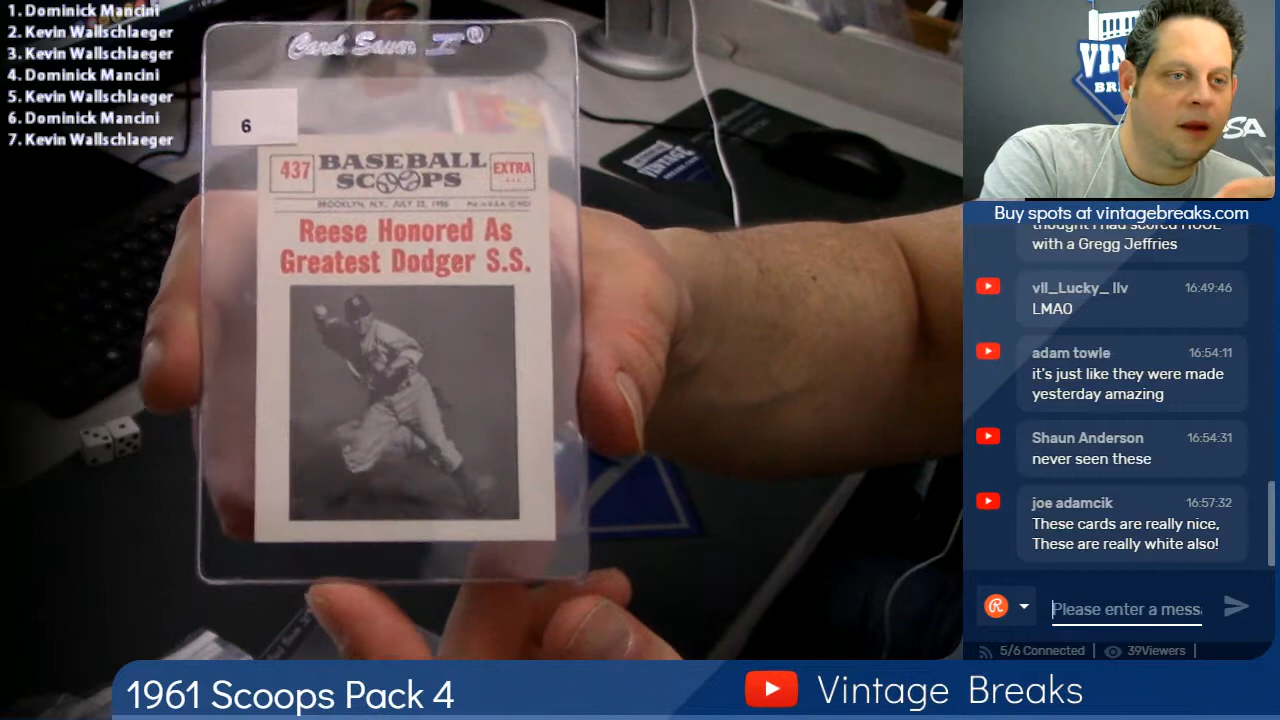 1. Dominick Mancini
2. Kevin Wallschlaeger
3. Kevin Wallschlaeger
4. Dominick Mancini
5. Kevin Wallschlaeger
6. Dominick Mancini
7. Kevin Wallschlaeger
Card Saver I®
6
437 BASEBALL SCOOPS EXTRA
BROOKLYN, N.Y., JULY 22, 1955
Reese Honored As
Greatest Dodger S.S.
VINTAGE
Buy spots at vintagebreaks.com
with a Gregg Jeffries
vll_Lucky_ llv 16:49:46
LMAO
adam towle 16:54:11
it's just like they were made
yesterday amazing
Shaun Anderson 16:54:31
never seen these
joe adamcik 16:57:32
These cards are really nice,
These are really white also!
Please enter a mess
5/6 Connected | 39Viewers |
1961 Scoops Pack 4
Vintage Breaks